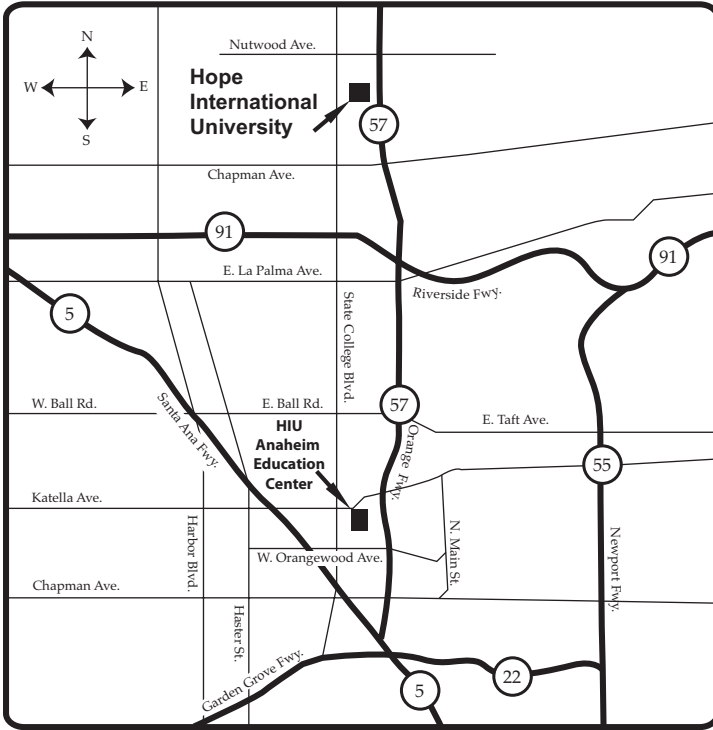 N
W
E
S
Nutwood Ave.
Hope
International
University
57
Chapman Ave.
91
91
E. La Palma Ave.
Riverside Fwy.
5
State College Blvd.
57
W. Ball Rd.
E. Ball Rd.
E. Taft Ave.
Santa Ana Fwy.
HIU
Anaheim
Education
Center
Orange Fwy.
55
Katella Ave.
Harbor Blvd.
N. Main St.
Newport Fwy.
W. Orangewood Ave.
Chapman Ave.
Haster St.
Garden Grove Fwy.
22
5